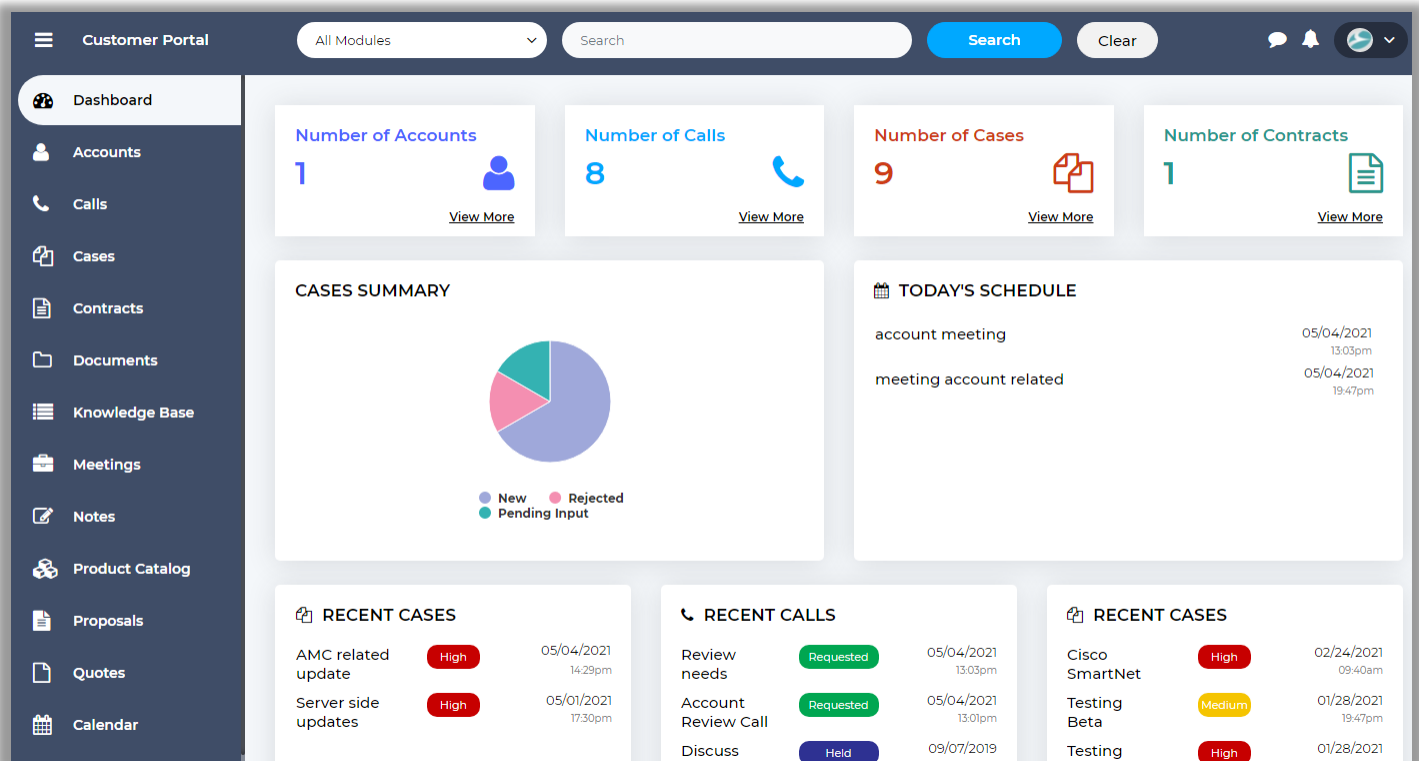 Customer Portal
All Modules
Search
Search
Clear
Dashboard
Accounts
Calls
Cases
Contracts
Documents
Knowledge Base
Meetings
Notes
Product Catalog
Proposals
Quotes
Calendar
Number of Accounts
1
View More
Number of Calls
8
View More
Number of Cases
9
View More
Number of Contracts
1
View More
CASES SUMMARY
New Rejected
Pending Input
TODAY'S SCHEDULE
account meeting 05/04/2021
13:03pm
meeting account related 05/04/2021
19:47pm
RECENT CASES
AMC related High 05/04/2021
update 14:29pm
Server side High 05/01/2021
updates 17:30pm
RECENT CALLS
Review Requested 05/04/2021
needs 13:03pm
Account Requested 05/04/2021
Review Call 13:01pm
Discuss Held 09/07/2019
RECENT CASES
Cisco High 02/24/2021
SmartNet 09:40am
Testing Medium 01/28/2021
Beta 19:47pm
Testing High 01/28/2021